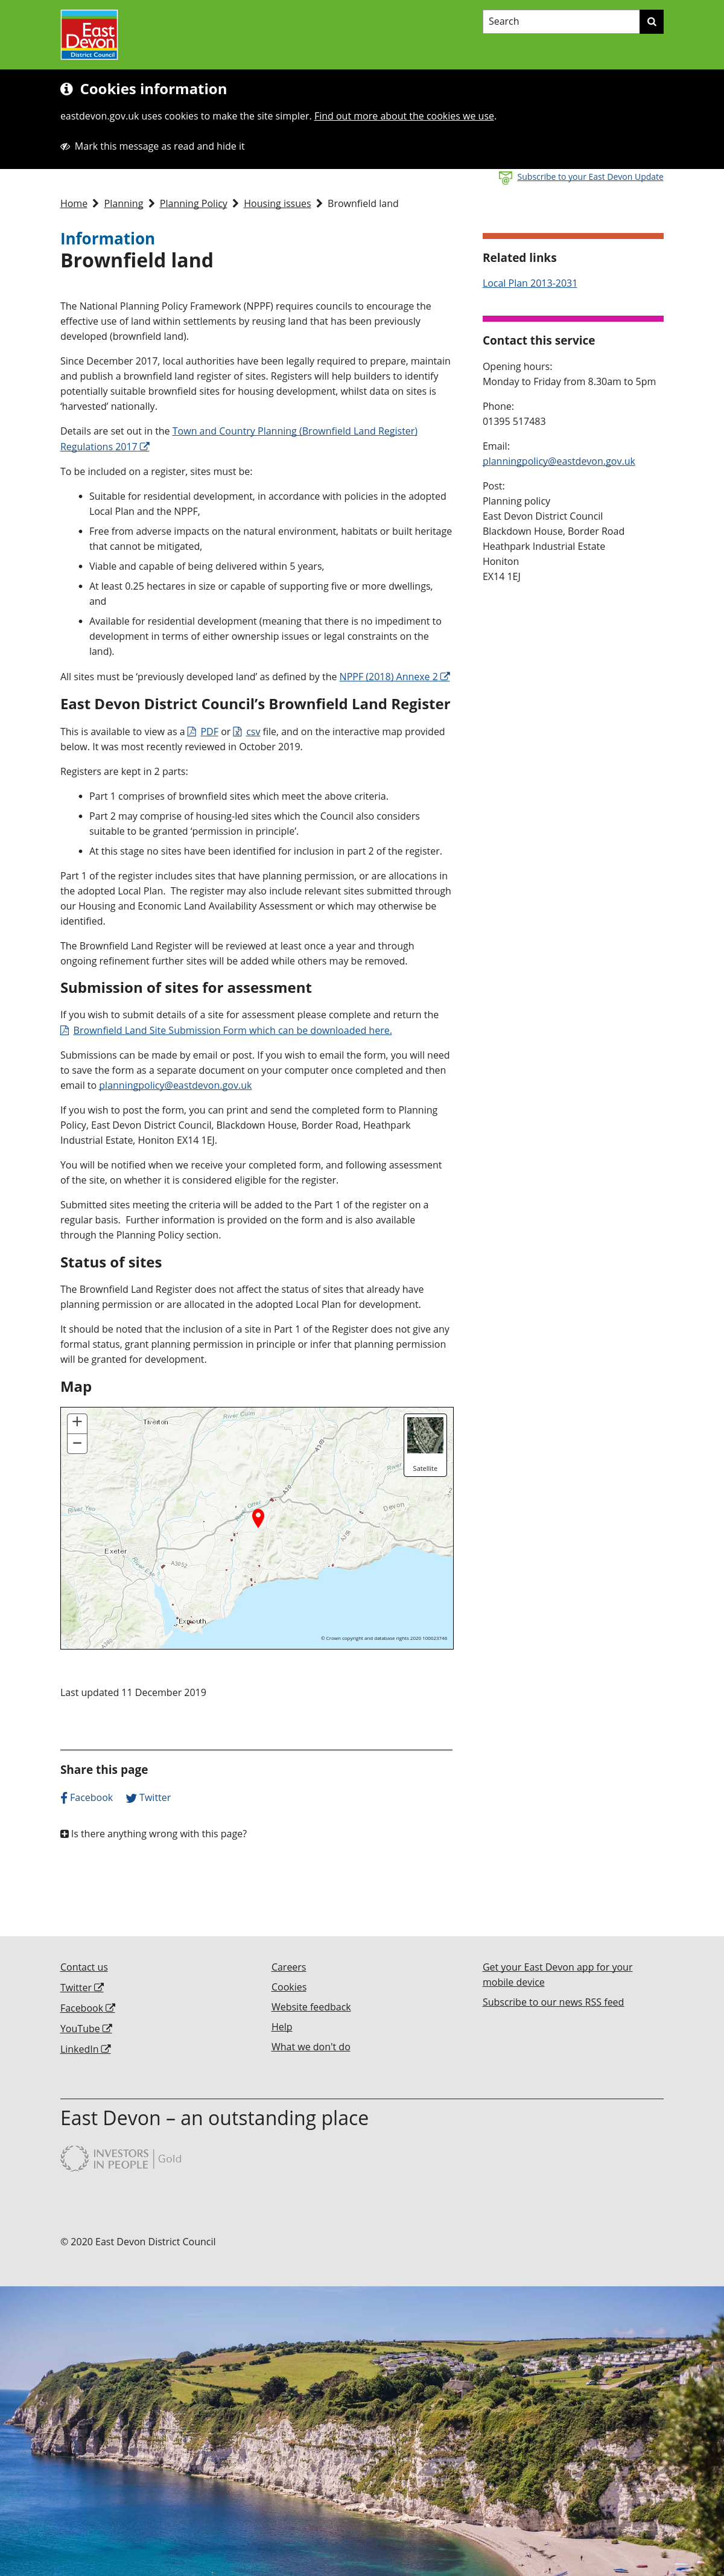 East
Devon
District Council
Search
Cookies information
eastdevon.gov.uk uses cookies to make the site simpler. Find out more about the cookies we use.
Mark this message as read and hide it
Subscribe to your East Devon Update
Home Planning Planning Policy Housing issues Brownfield land
Information
Brownfield land
The National Planning Policy Framework (NPPF) requires councils to encourage the
effective use of land within settlements by reusing land that has been previously
developed (brownfield land).
Since December 2017, local authorities have been legally required to prepare, maintain
and publish a brownfield land register of sites. Registers will help builders to identify
potentially suitable brownfield sites for housing development, whilst data on sites is
‘harvested’ nationally.
Details are set out in the Town and Country Planning (Brownfield Land Register)
Regulations 2017
To be included on a register, sites must be:
• Suitable for residential development, in accordance with policies in the adopted
Local Plan and the NPPF,
• Free from adverse impacts on the natural environment, habitats or built heritage
that cannot be mitigated,
• Viable and capable of being delivered within 5 years,
• At least 0.25 hectares in size or capable of supporting five or more dwellings,
and
• Available for residential development (meaning that there is no impediment to
development in terms of either ownership issues or legal constraints on the
land).
All sites must be ‘previously developed land’ as defined by the NPPF (2018) Annexe 2
East Devon District Council’s Brownfield Land Register
This is available to view as a PDF or csv file, and on the interactive map provided
below. It was most recently reviewed in October 2019.
Registers are kept in 2 parts:
• Part 1 comprises of brownfield sites which meet the above criteria.
• Part 2 may comprise of housing-led sites which the Council also considers
suitable to be granted ‘permission in principle’.
• At this stage no sites have been identified for inclusion in part 2 of the register.
Part 1 of the register includes sites that have planning permission, or are allocations in
the adopted Local Plan. The register may also include relevant sites submitted through
our Housing and Economic Land Availability Assessment or which may otherwise be
identified.
The Brownfield Land Register will be reviewed at least once a year and through
ongoing refinement further sites will be added while others may be removed.
Submission of sites for assessment
If you wish to submit details of a site for assessment please complete and return the
Brownfield Land Site Submission Form which can be downloaded here.
Submissions can be made by email or post. If you wish to email the form, you will need
to save the form as a separate document on your computer once completed and then
email to planningpolicy@eastdevon.gov.uk
If you wish to post the form, you can print and send the completed form to Planning
Policy, East Devon District Council, Blackdown House, Border Road, Heathpark
Industrial Estate, Honiton EX14 1EJ.
You will be notified when we receive your completed form, and following assessment
of the site, on whether it is considered eligible for the register.
Submitted sites meeting the criteria will be added to the Part 1 of the register on a
regular basis. Further information is provided on the form and is also available
through the Planning Policy section.
Status of sites
The Brownfield Land Register does not affect the status of sites that already have
planning permission or are allocated in the adopted Local Plan for development.
It should be noted that the inclusion of a site in Part 1 of the Register does not give any
formal status, grant planning permission in principle or infer that planning permission
will be granted for development.
Map
+
−
Tiverton
River Culm
A303
Satellite
A30
River
River Yeo
Otter
Devon
Exeter
A3052
A358
River Exe
Exmouth
A380
© Crown copyright and database rights 2020 100023746
Last updated 11 December 2019
Share this page
Facebook Twitter
Is there anything wrong with this page?
Related links
Local Plan 2013-2031
Contact this service
Opening hours:
Monday to Friday from 8.30am to 5pm
Phone:
01395 517483
Email:
planningpolicy@eastdevon.gov.uk
Post:
Planning policy
East Devon District Council
Blackdown House, Border Road
Heathpark Industrial Estate
Honiton
EX14 1EJ
Contact us
Twitter
Facebook
YouTube
LinkedIn
Careers
Cookies
Website feedback
Help
What we don't do
Get your East Devon app for your
mobile device
Subscribe to our news RSS feed
East Devon – an outstanding place
INVESTORS
IN PEOPLE
Gold
© 2020 East Devon District Council